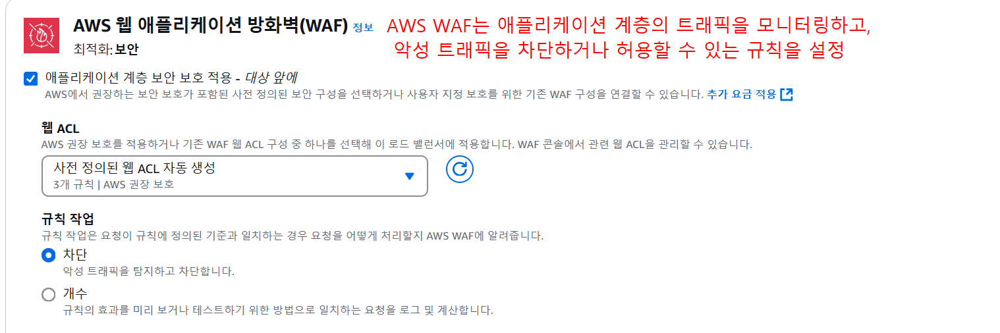 AWS 웹 애플리케이션 방화벽(WAF) 정보 AWS WAF는 애플리케이션 계층의 트래픽을 모니터링하고,
최적화: 보안 악성 트래픽을 차단하거나 허용할 수 있는 규칙을 설정
애플리케이션 계층 보안 보호 적용 - 대상 앞에
AWS에서 권장하는 보안 보호가 포함된 사전 정의된 보안 구성을 선택하거나 사용자 지정 보호를 위한 기존 WAF 구성을 연결할 수 있습니다. 추가 요금 적용
웹 ACL
AWS 권장 보호를 적용하거나 기존 WAF 웹 ACL 구성 중 하나를 선택해 이 로드 밸런서에 적용합니다. WAF 콘솔에서 관련 웹 ACL을 관리할 수 있습니다.
사전 정의된 웹 ACL 자동 생성
3개 규칙 | AWS 권장 보호
규칙 작업
규칙 작업은 요청이 규칙에 정의된 기준과 일치하는 경우 요청을 어떻게 처리할지 AWS WAF에 알려줍니다.
차단
악성 트래픽을 탐지하고 차단합니다.
개수
규칙의 효과를 미리 보거나 테스트하기 위한 방법으로 일치하는 요청을 로그 및 계산합니다.